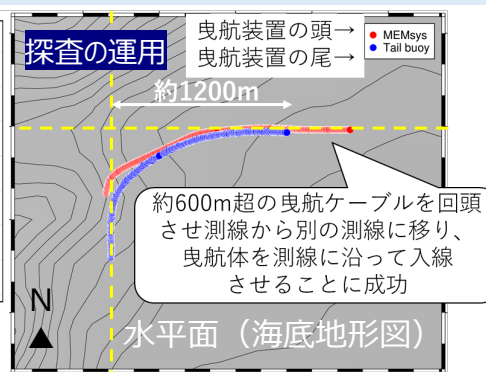 探査の運用
曳航装置の頭→
曳航装置の尾→
MEMsys
Tail buoy
約1200m
約600m超の曳航ケーブルを回頭
させ測線から別の測線に移り、
曳航体を測線に沿って入線
させることに成功
N
水平面（海底地形図）